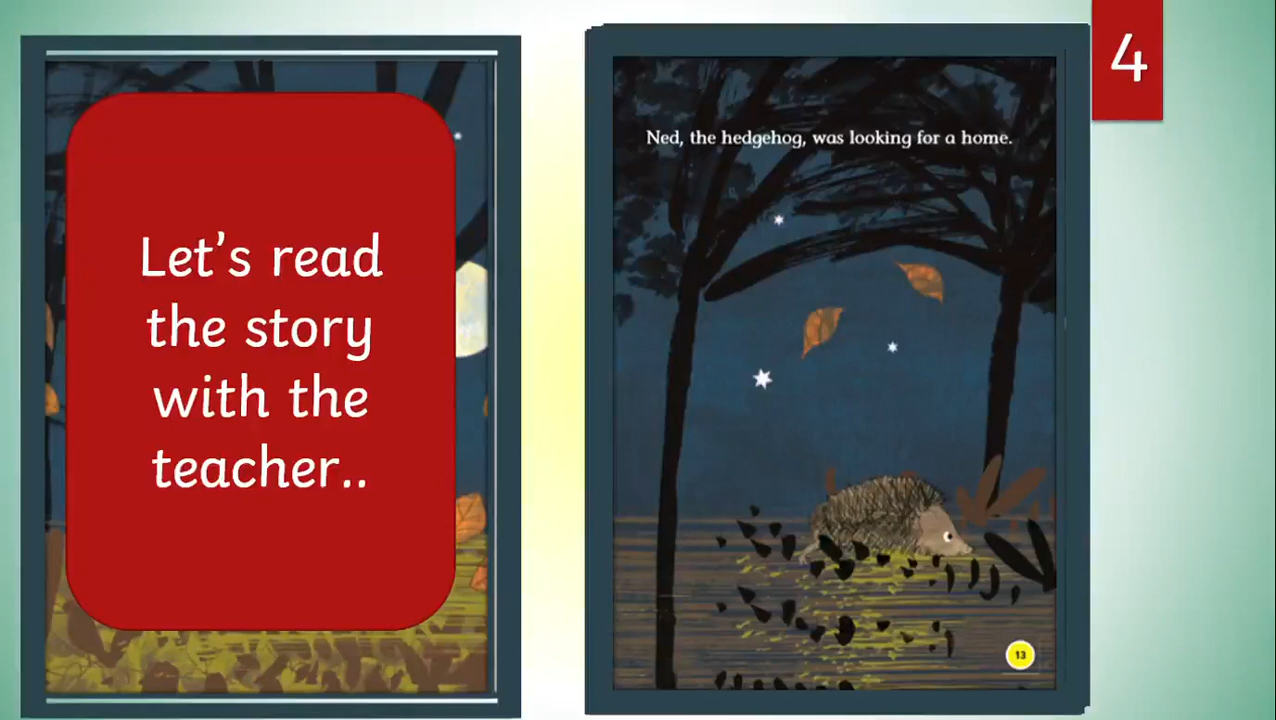 Let's read
the story
with the
teacher..
Ned, the hedgehog, was looking for a home.
13
4